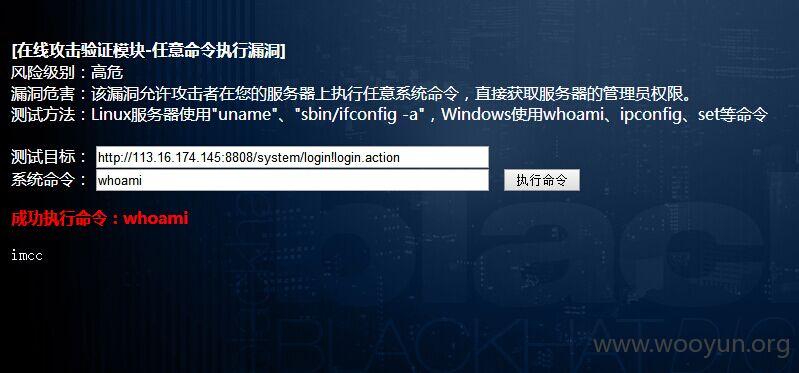 [在线攻击验证模块-任意命令执行漏洞]
风险级别：高危
漏洞危害：该漏洞允许攻击者在您的服务器上执行任意系统命令，直接获取服务器的管理员权限。
测试方法：Linux服务器使用"uname"、"sbin/ifconfig -a"，Windows使用whoami、ipconfig、set等命令
测试目标： http://113.16.174.145:8808/system/login!login.action
系统命令： whoami 执行命令
成功执行命令：whoami
imcc
www.wooyun.org